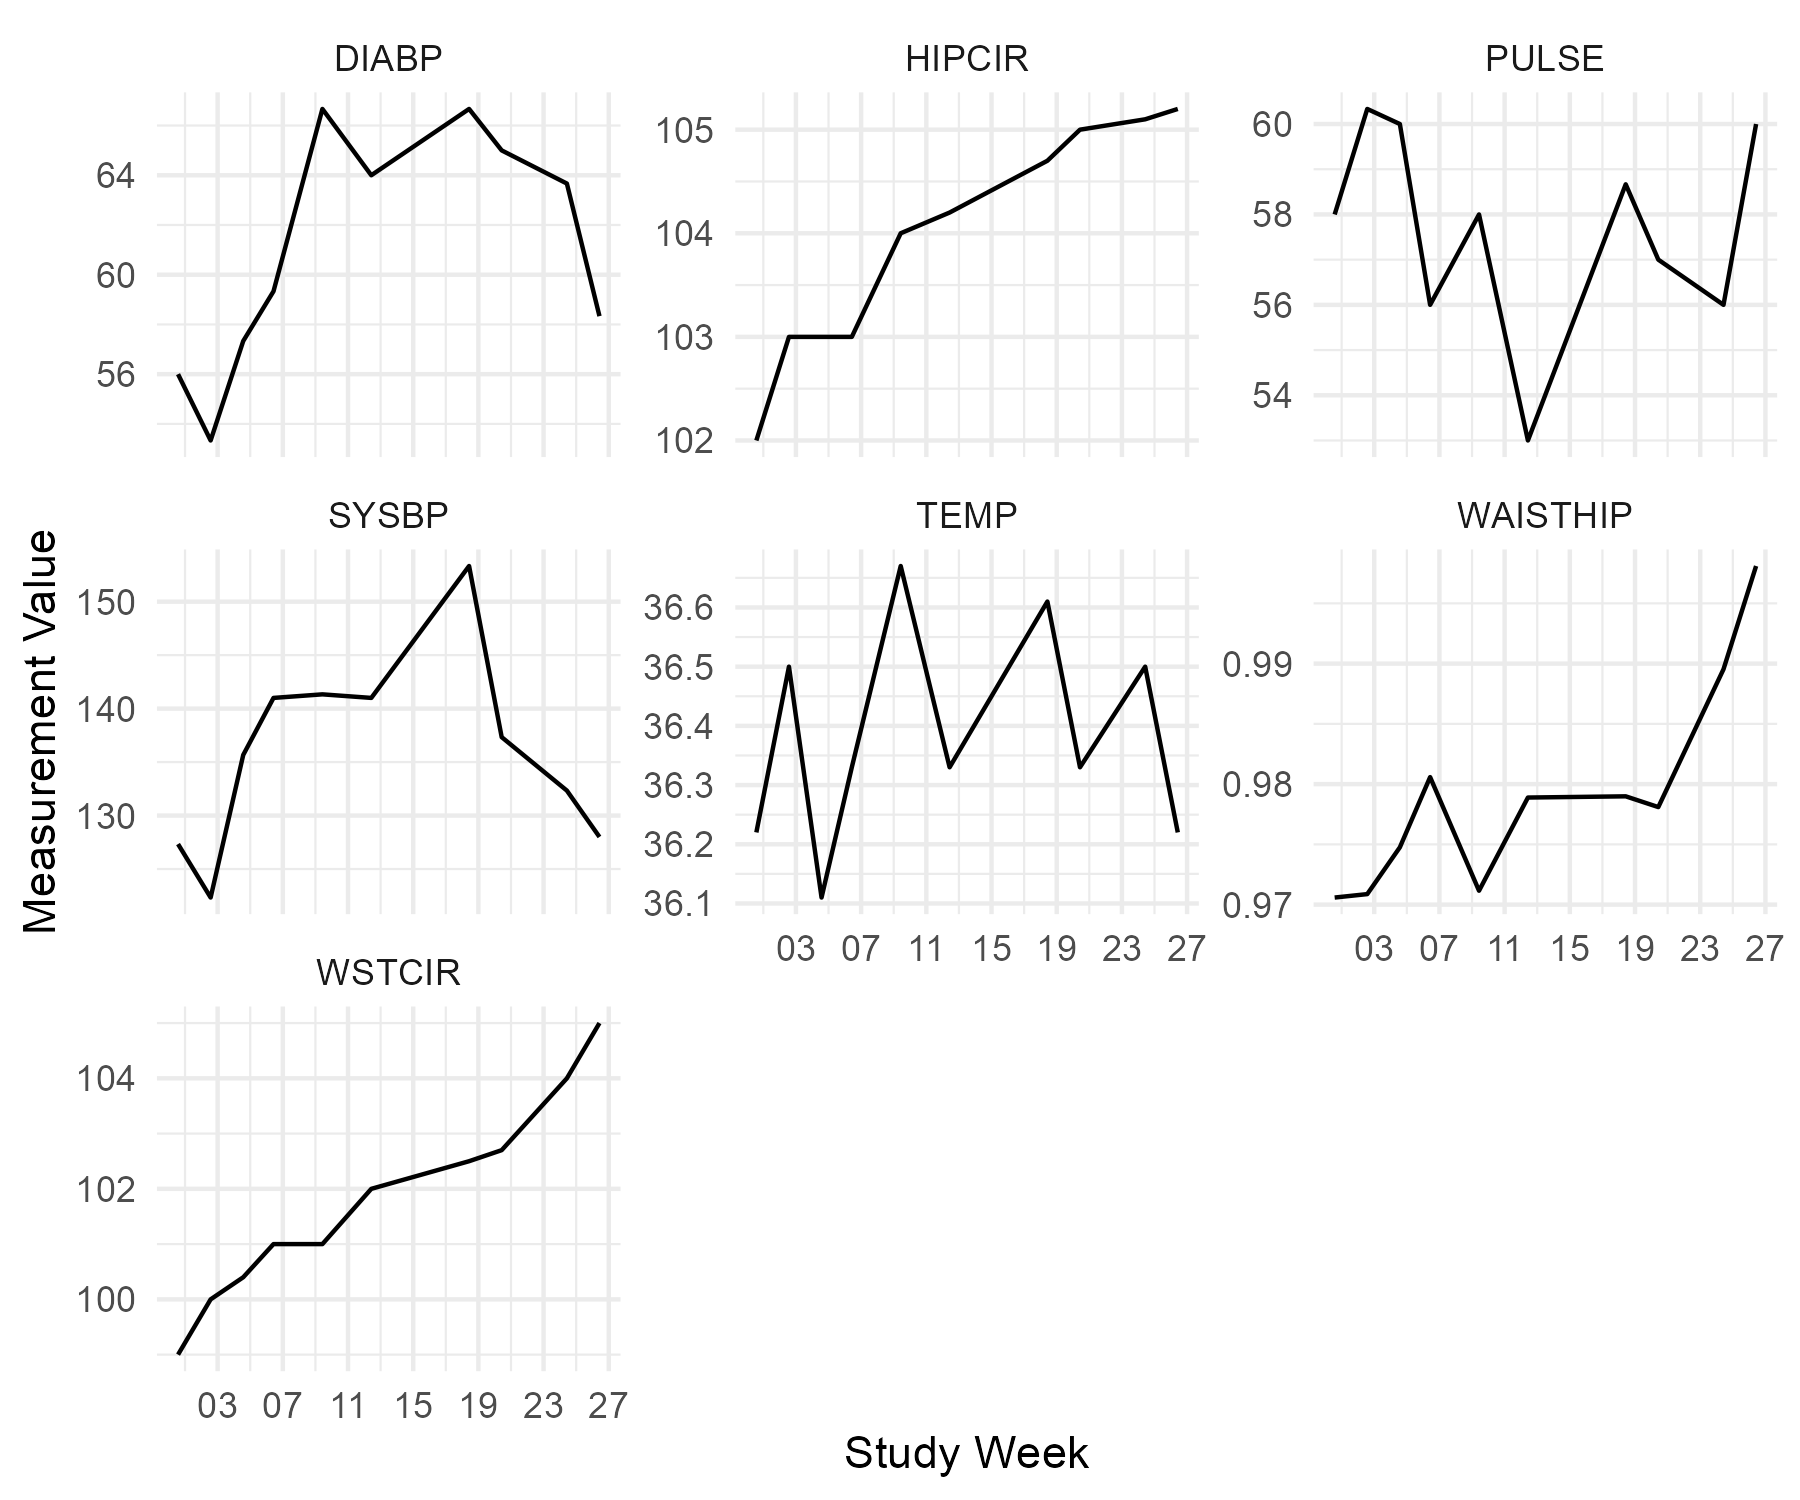 DIABP
HIPCIR
PULSE
64
60
56
105
104
103
102
60
58
56
54
SYSBP
TEMP
WAISTHIP
150
140
130
36.6
36.5
36.4
36.3
36.2
36.1
0.99
0.98
0.97
03 07 11 15 19 23 27
03 07 11 15 19 23 27
WSTCIR
104
102
100
03 07 11 15 19 23 27
Measurement Value
Study Week